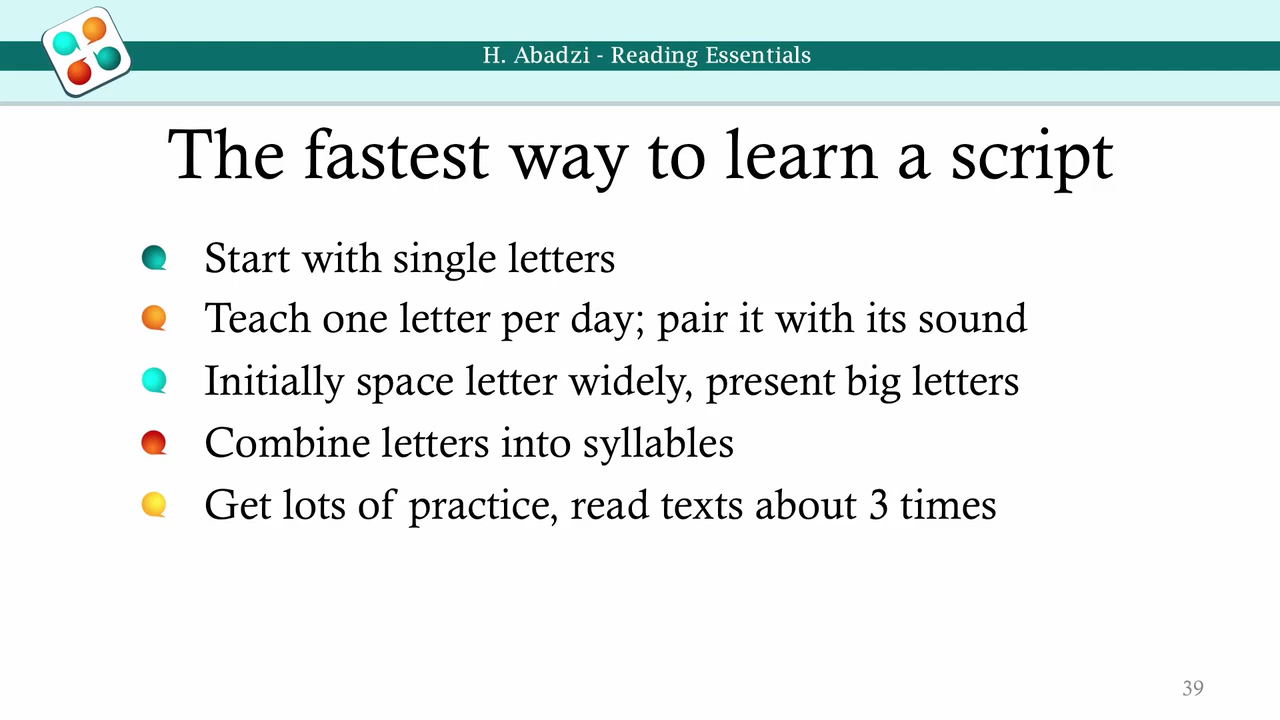 H. Abadzi - Reading Essentials
The fastest way to learn a script
Start with single letters
Teach one letter per day; pair it with its sound
Initially space letter widely, present big letters
Combine letters into syllables
Get lots of practice, read texts about 3 times
39